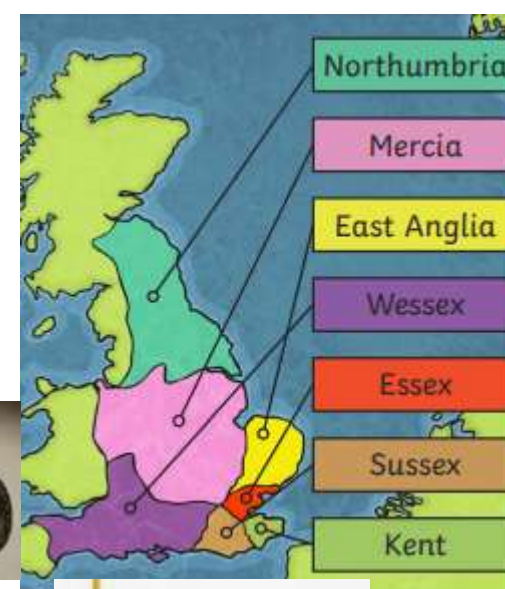 Northumbria
Mercia
East Anglia
Wessex
Essex
Sussex
Kent